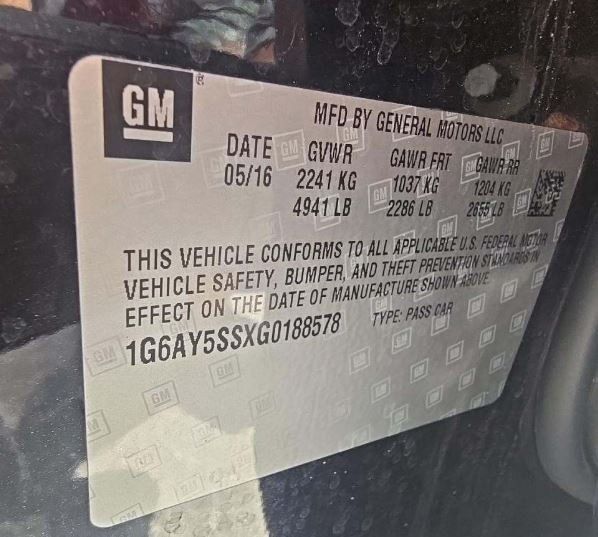 GM
®
MFD BY GENERAL MOTORS LLC
DATE GVWR GAWR FRT GAWR RR
05/16 2241 KG 1037 KG 1204 KG
4941 LB 2286 LB 2655 LB
THIS VEHICLE CONFORMS TO ALL APPLICABLE U.S. FEDERAL MOTOR
VEHICLE SAFETY, BUMPER, AND THEFT PREVENTION STANDARDS IN
EFFECT ON THE DATE OF MANUFACTURE SHOWN ABOVE.
1G6AY5SSXG0188578 TYPE: PASS CAR